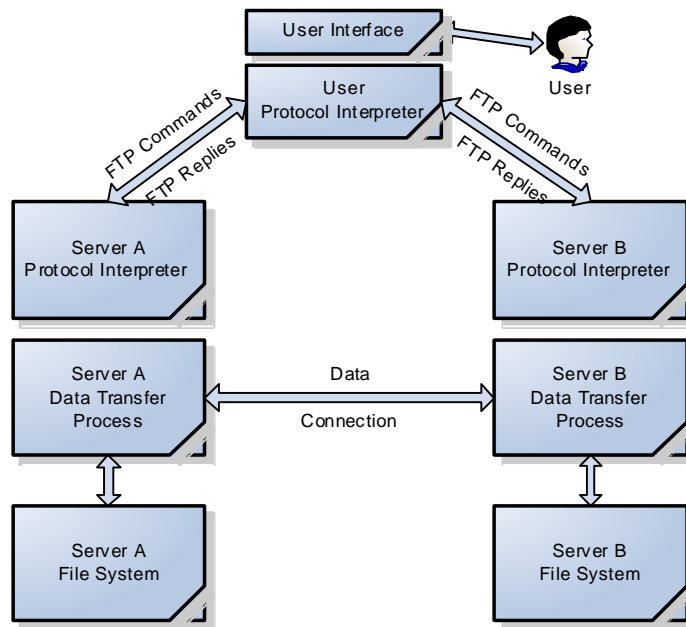 User Interface
User
User
Protocol Interpreter
FTP Commands
FTP Replies
FTP Commands
FTP Replies
Server A
Protocol Interpreter
Server B
Protocol Interpreter
Server A
Data Transfer
Process
Data
Connection
Server B
Data Transfer
Process
Server A
File System
Server B
File System